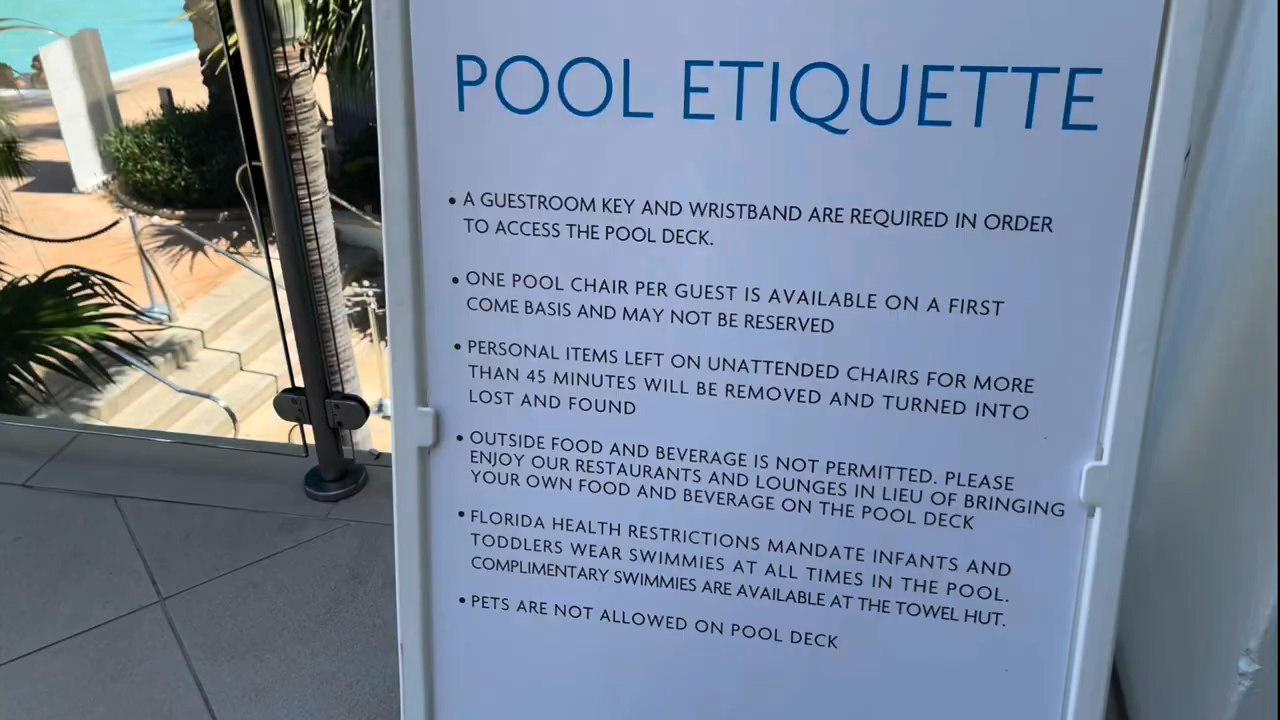 POOL ETIQUETTE
• A GUESTROOM KEY AND WRISTBAND ARE REQUIRED IN ORDER
TO ACCESS THE POOL DECK.
• ONE POOL CHAIR PER GUEST IS AVAILABLE ON A FIRST
COME BASIS AND MAY NOT BE RESERVED
• PERSONAL ITEMS LEFT ON UNATTENDED CHAIRS FOR MORE
THAN 45 MINUTES WILL BE REMOVED AND TURNED INTO
LOST AND FOUND
• OUTSIDE FOOD AND BEVERAGE IS NOT PERMITTED. PLEASE
ENJOY OUR RESTAURANTS AND LOUNGES IN LIEU OF BRINGING
YOUR OWN FOOD AND BEVERAGE ON THE POOL DECK
• FLORIDA HEALTH RESTRICTIONS MANDATE INFANTS AND
TODDLERS WEAR SWIMMIES AT ALL TIMES IN THE POOL.
COMPLIMENTARY SWIMMIES ARE AVAILABLE AT THE TOWEL HUT.
• PETS ARE NOT ALLOWED ON POOL DECK